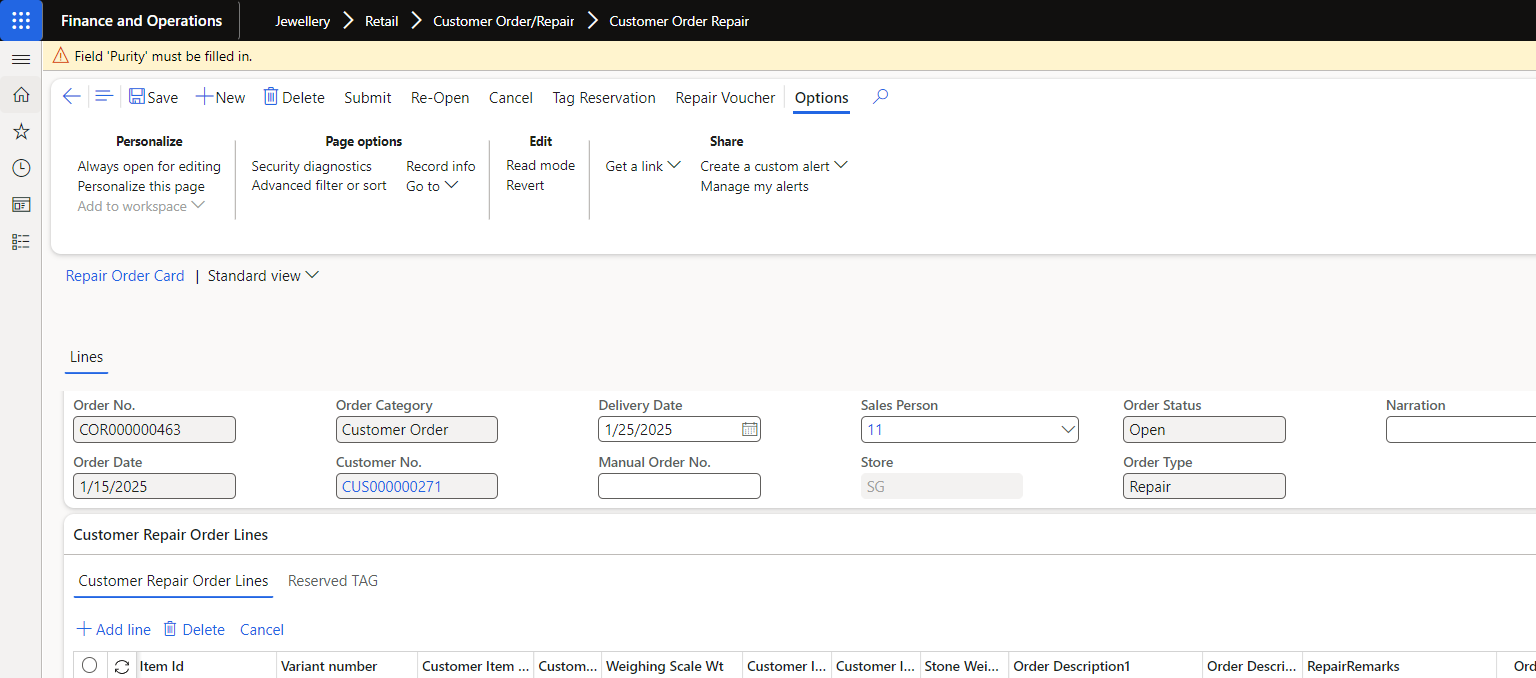 Finance and Operations Jewellery Retail Customer Order/Repair Customer Order Repair
Field 'Purity' must be filled in.
Save New Delete Submit Re-Open Cancel Tag Reservation Repair Voucher Options
Personalize Page options Edit Share
Always open for editing Security diagnostics Record info Read mode Get a link Create a custom alert
Personalize this page Advanced filter or sort Go to Revert Manage my alerts
Add to workspace
Repair Order Card | Standard view
Lines
Order No. Order Category Delivery Date Sales Person Order Status Narration
COR000000463 Customer Order 1/25/2025 11 Open
Order Date Customer No. Manual Order No. Store Order Type
1/15/2025 CUS000000271 SG Repair
Customer Repair Order Lines
Customer Repair Order Lines Reserved TAG
Add line Delete Cancel
Item Id Variant number Customer Item ... Custom... Weighing Scale Wt Customer I... Customer I... Stone Wei... Order Description1 Order Descri... RepairRemarks Ord